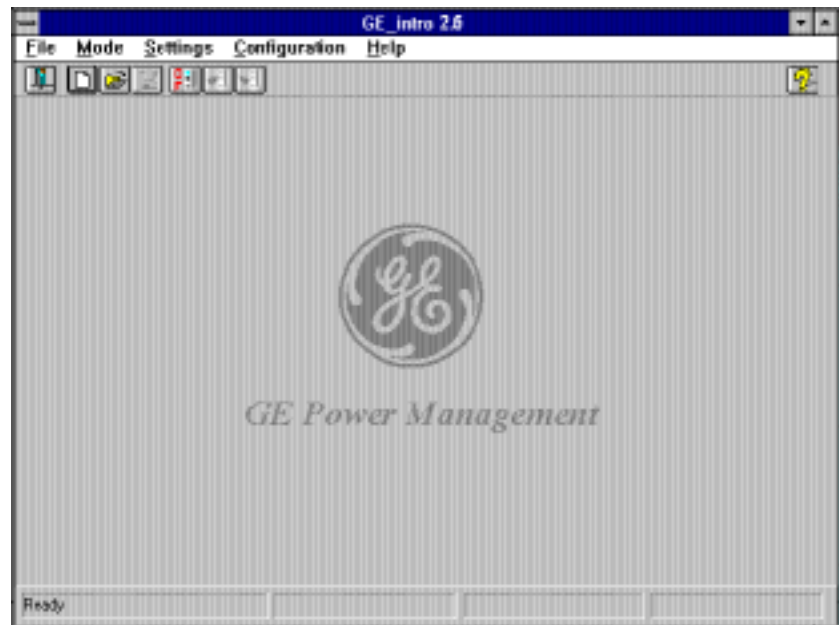 GE_intro 2.6
File Mode Settings Configuration Help
GE
GE Power Management
Ready